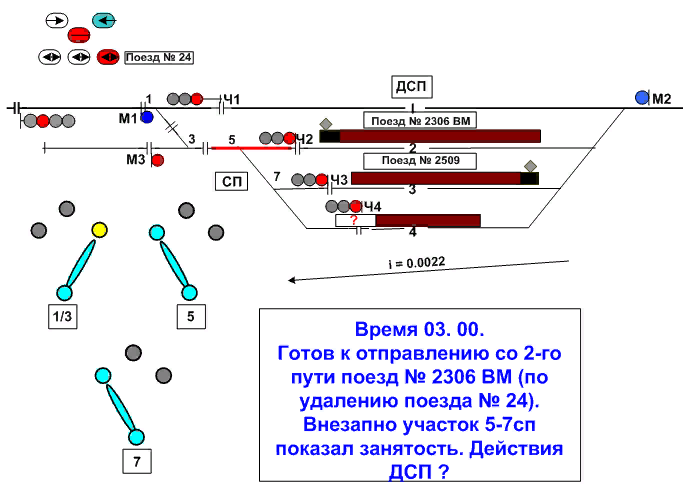 Поезд № 24
ДСП
1
Ч1
М2
М1
Поезд № 2306 ВМ
3
5
Ч2
2
М3
Поезд № 2509
СП
7
Ч3
3
Ч4
?
4
i = 0.0022
1/3
5
7
Время 03. 00.
Готов к отправлению со 2-го
пути поезд № 2306 ВМ (по
удалению поезда № 24).
Внезапно участок 5-7сп
показал занятость. Действия
ДСП ?